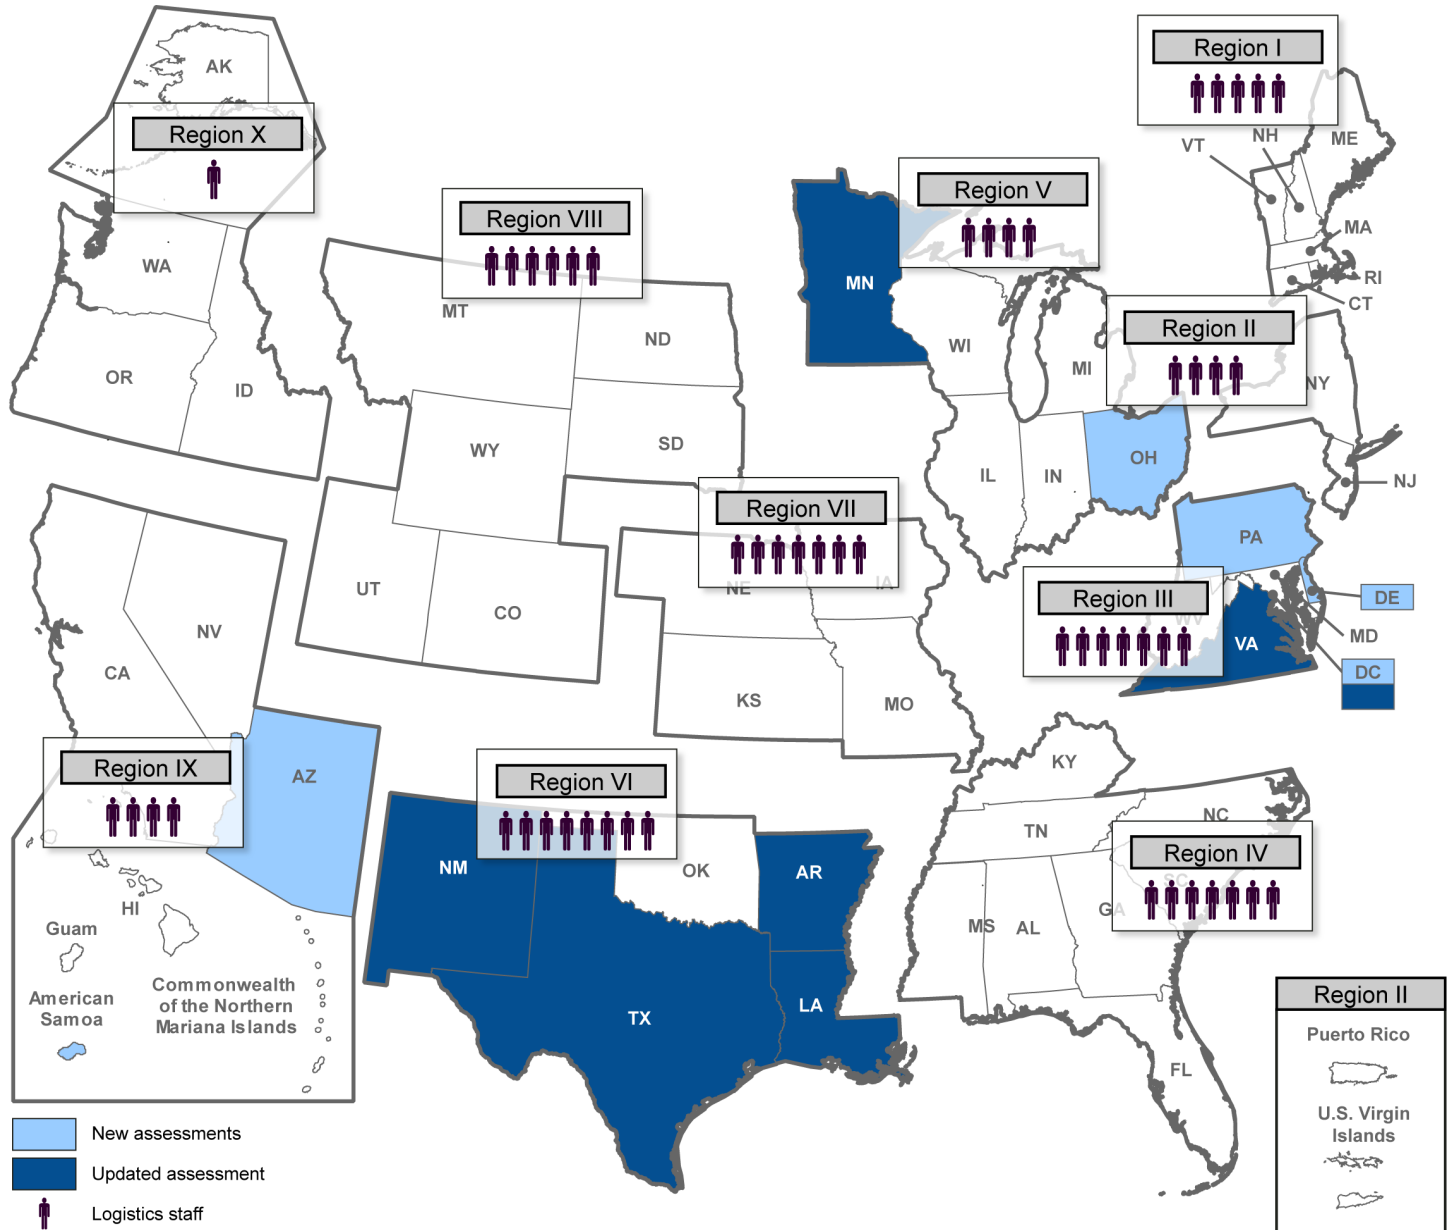 Region I
AK
Region X
NH
VT
ME
Region V
Region VIII
MA
WA
RI
MN
CT
MT
Region II
ND
WI
MI
OR
ID
NY
SD
WY
OH
IL
IN
NJ
Region VII
PA
IA
UT
NE
DE
CO
Region III
WV
NV
MD
VA
CA
DC
KS
MO
KY
Region IX
AZ
Region VI
NC
TN
Region IV
NM
OK
AR
SC
HI
GA
Guam
MS
AL
Commonwealth
of the Northern
Mariana Islands
American
Samoa
Region II
LA
TX
Puerto Rico
FL
U.S. Virgin
Islands
New assessments
Updated assessment
Logistics staff